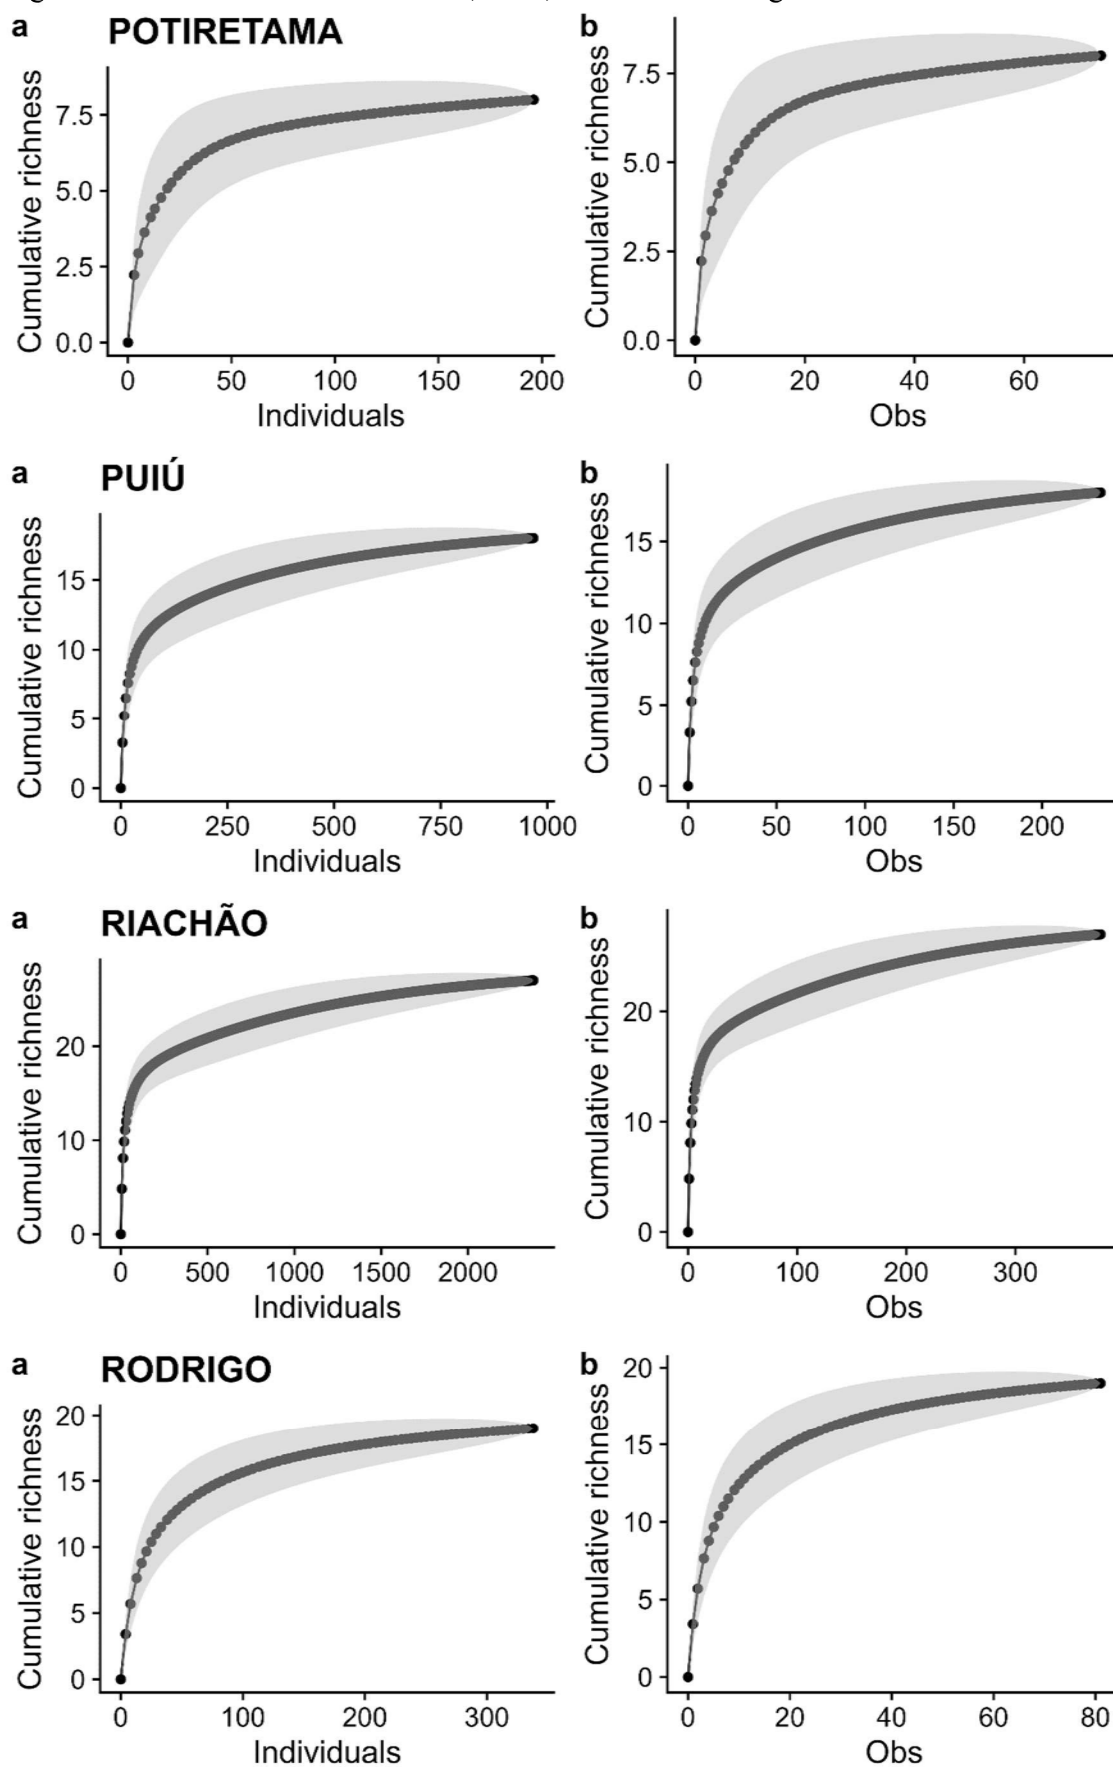 a POTIRETAMA
Cumulative richness
7.5
5.0
2.5
0.0
0 50 100 150 200
Individuals
b
Cumulative richness
7.5
5.0
2.5
0.0
0 20 40 60
Obs
a PUIÚ
Cumulative richness
15
10
5
0
0 250 500 750 1000
Individuals
b
Cumulative richness
15
10
5
0
0 50 100 150 200
Obs
a RIACHÃO
Cumulative richness
20
10
0
0 500 1000 1500 2000
Individuals
b
Cumulative richness
20
10
0
0 100 200 300
Obs
a RODRIGO
Cumulative richness
20
15
10
5
0
0 100 200 300
Individuals
b
Cumulative richness
20
15
10
5
0
0 20 40 60 80
Obs